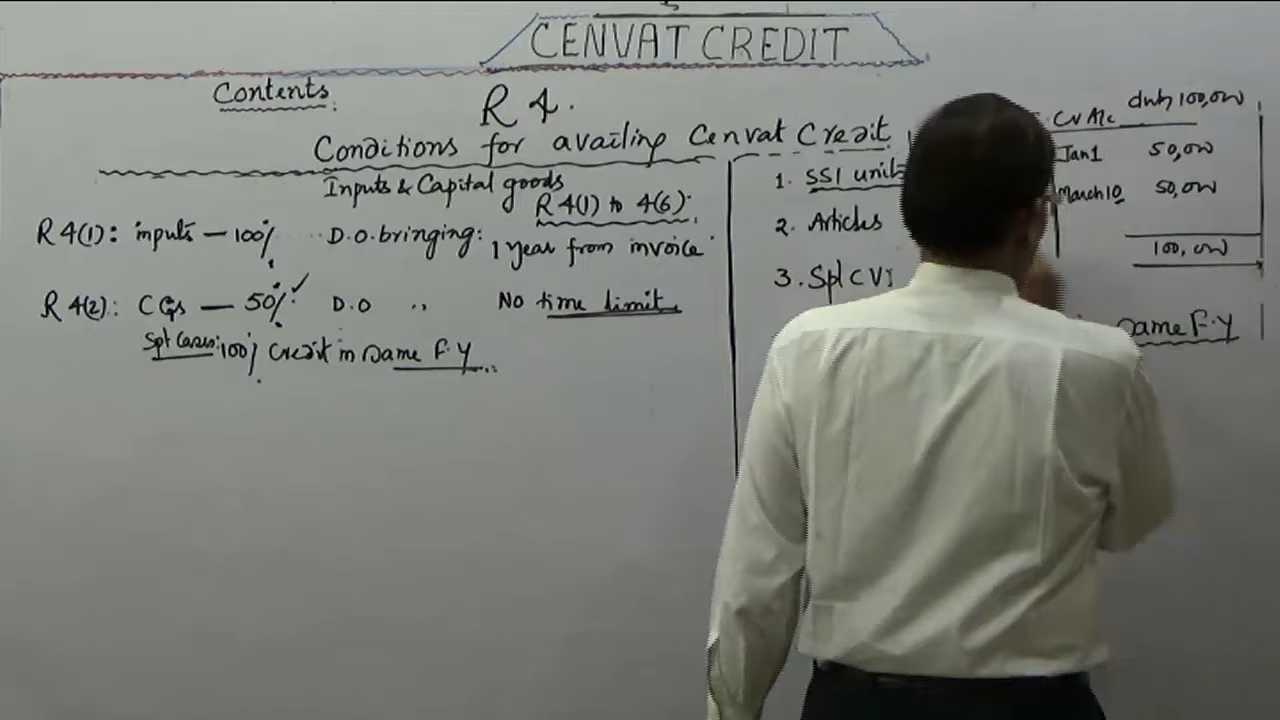 CENVAT CREDIT
Contents
R 4.
Conditions for availing Cenvat Credit
Inputs & Capital goods
R 4(1) to 4(6):
R 4(1): inputs — 100% D.O.bringing: 1 year from invoice
R 4(2): CGs — 50% ✓ D.O ,, No time limit
Spl Cases: 100% Credit in same F.Y
1. SSI units
2. Articles
3. Spl CVD
duty 100,000
CV A/c
Jan 1 50,000
March 10 50,000
100,000
same F.Y